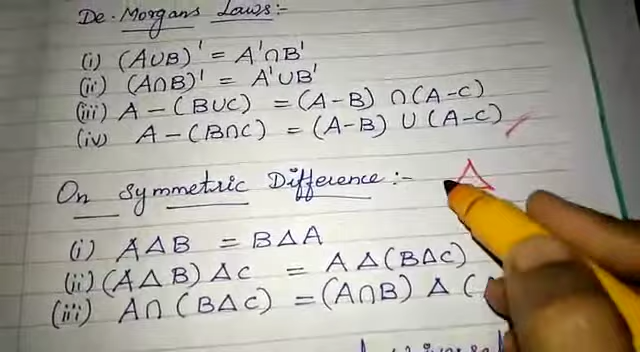 De-Morgans Laws:-
(i) (A∪B)' = A'∩B'
(ii) (A∩B)' = A'∪B'
(iii) A-(B∪C) = (A-B) ∩(A-C)
(iv) A-(B∩C) = (A-B) ∪ (A-C)
On Symmetric Difference:- Δ
(i) AΔB = BΔA
(ii) (AΔB)ΔC = AΔ(BΔC)
(iii) A∩(BΔC) = (A∩B) Δ (